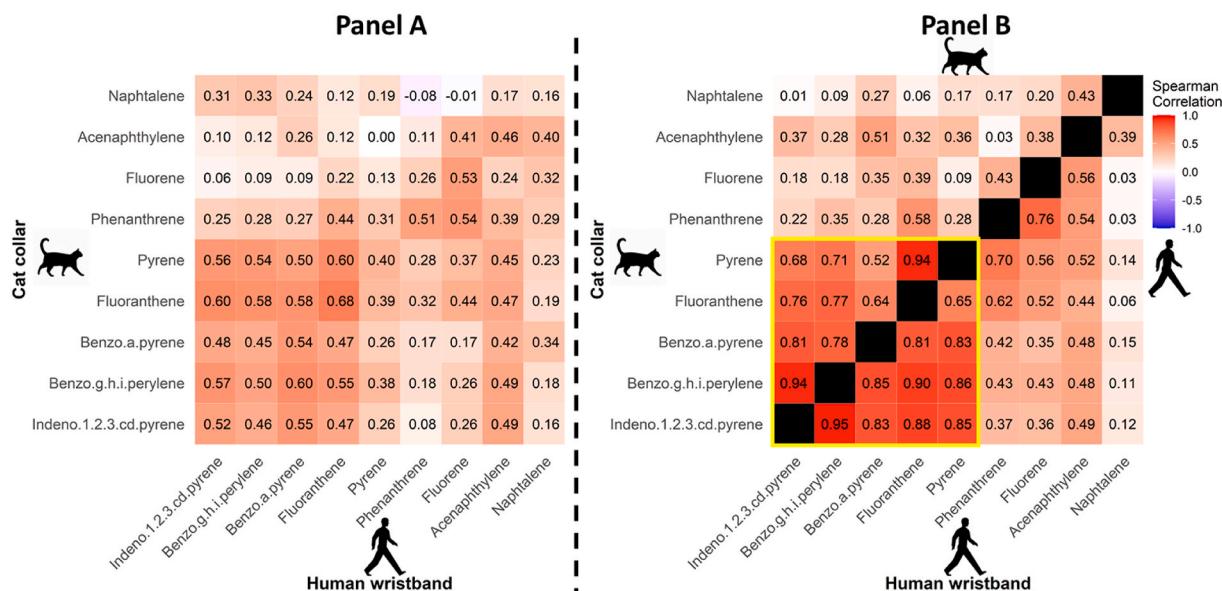 Panel A
Naphtalene 0.31 0.33 0.24 0.12 0.19 -0.08 -0.01 0.17 0.16
Acenaphthylene 0.10 0.12 0.26 0.12 0.00 0.11 0.41 0.46 0.40
Fluorene 0.06 0.09 0.09 0.22 0.13 0.26 0.53 0.24 0.32
Phenanthrene 0.25 0.28 0.27 0.44 0.31 0.51 0.54 0.39 0.29
Pyrene 0.56 0.54 0.50 0.60 0.40 0.28 0.37 0.45 0.23
Fluoranthene 0.60 0.58 0.58 0.68 0.39 0.32 0.44 0.47 0.19
Benzo.a.pyrene 0.48 0.45 0.54 0.47 0.26 0.17 0.17 0.42 0.34
Benzo.g.h.i.perylene 0.57 0.50 0.60 0.55 0.38 0.18 0.26 0.49 0.18
Indeno.1.2.3.cd.pyrene 0.52 0.46 0.55 0.47 0.26 0.08 0.26 0.49 0.16
Cat collar
Indeno.1.2.3.cd.pyrene
Benzo.g.h.i.perylene
Benzo.a.pyrene
Fluoranthene
Pyrene
Phenanthrene
Fluorene
Acenaphthylene
Naphtalene
Human wristband
Panel B
Naphtalene 0.01 0.09 0.27 0.06 0.17 0.17 0.20 0.43
Acenaphthylene 0.37 0.28 0.51 0.32 0.36 0.03 0.38 0.39
Fluorene 0.18 0.18 0.35 0.39 0.09 0.43 0.56 0.03
Phenanthrene 0.22 0.35 0.28 0.58 0.28 0.76 0.54 0.03
Pyrene 0.68 0.71 0.52 0.94 0.70 0.56 0.52 0.14
Fluoranthene 0.76 0.77 0.64 0.65 0.62 0.52 0.44 0.06
Benzo.a.pyrene 0.81 0.78 0.81 0.83 0.42 0.35 0.48 0.15
Benzo.g.h.i.perylene 0.94 0.85 0.90 0.86 0.43 0.43 0.48 0.11
Indeno.1.2.3.cd.pyrene 0.95 0.83 0.88 0.85 0.37 0.36 0.49 0.12
Cat collar
Indeno.1.2.3.cd.pyrene
Benzo.g.h.i.perylene
Benzo.a.pyrene
Fluoranthene
Pyrene
Phenanthrene
Fluorene
Acenaphthylene
Naphtalene
Human wristband
Spearman
Correlation
1.0
0.5
0.0
-0.5
-1.0